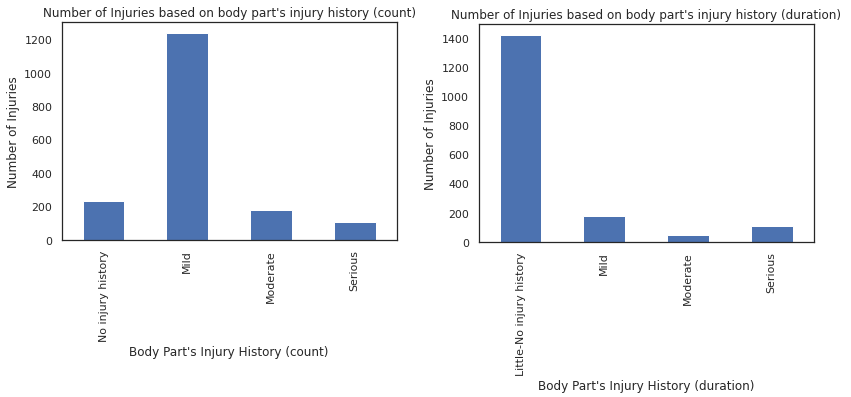 Number of Injuries based on body part's injury history (count)
Number of Injuries
1200
1000
800
600
400
200
0
No injury history
Mild
Moderate
Serious
Body Part's Injury History (count)
Number of Injuries based on body part's injury history (duration)
Number of Injuries
1400
1200
1000
800
600
400
200
0
Little-No injury history
Mild
Moderate
Serious
Body Part's Injury History (duration)